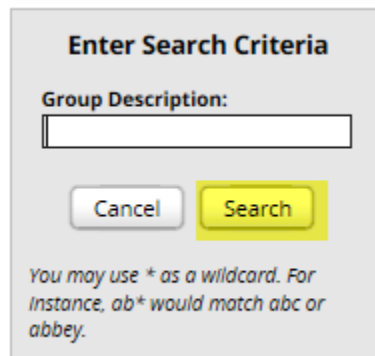 Enter Search Criteria
Group Description:
Cancel Search
You may use * as a wildcard. For
Instance, ab* would match abc or
abbey.